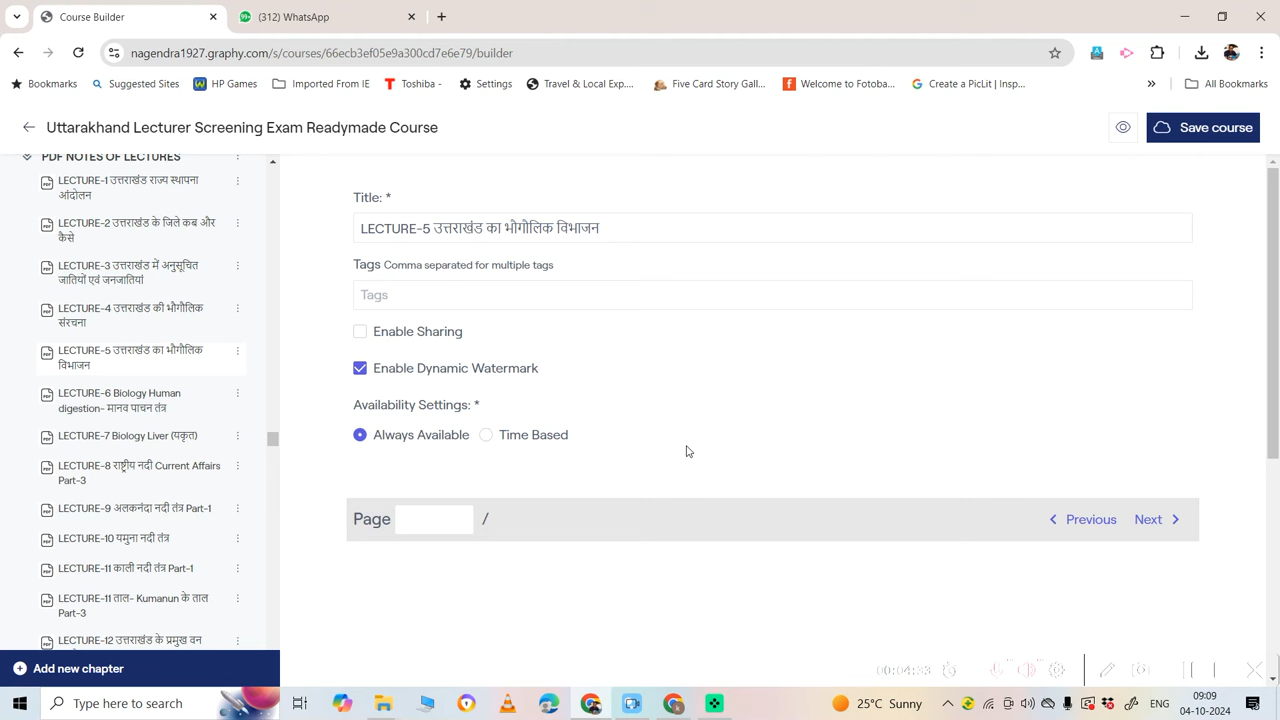 Course Builder
(312) WhatsApp
99+
nagendra1927.graphy.com/s/courses/66ecb3ef05e9a300cd7e6e79/builder
Bookmarks
Suggested Sites
HP Games
Imported From IE
Toshiba -
Settings
Travel & Local Exp...
Five Card Story Gall...
Welcome to Fotoba...
Create a PicLit | Insp...
»
All Bookmarks
Uttarakhand Lecturer Screening Exam Readymade Course
Save course
PDF NOTES OF LECTURES
LECTURE-1 उत्तराखंड राज्य स्थापना
आंदोलन
LECTURE-2 उत्तराखंड के जिले कब और
कैसे
LECTURE-3 उत्तराखंड में अनुसूचित
जातियों एवं जनजातियां
LECTURE-4 उत्तराखंड की भौगौलिक
संरचना
LECTURE-5 उत्तराखंड का भौगौलिक
विभाजन
LECTURE-6 Biology Human
digestion- मानव पाचन तंत्र
LECTURE-7 Biology Liver (यकृत)
LECTURE-8 राष्ट्रीय नदी Current Affairs
Part-3
LECTURE-9 अलकनंदा नदी तंत्र Part-1
LECTURE-10 यमुना नदी तंत्र
LECTURE-11 काली नदी तंत्र Part-1
LECTURE-11 ताल- Kumanun के ताल
Part-3
LECTURE-12 उत्तराखंड के प्रमुख वन
Add new chapter
Title: *
LECTURE-5 उत्तराखंड का भौगौलिक विभाजन
Tags Comma separated for multiple tags
Tags
Enable Sharing
Enable Dynamic Watermark
Availability Settings: *
Always Available
Time Based
Page /
Previous
Next
00:04:33
Type here to search
25°C Sunny
09:09
04-10-2024